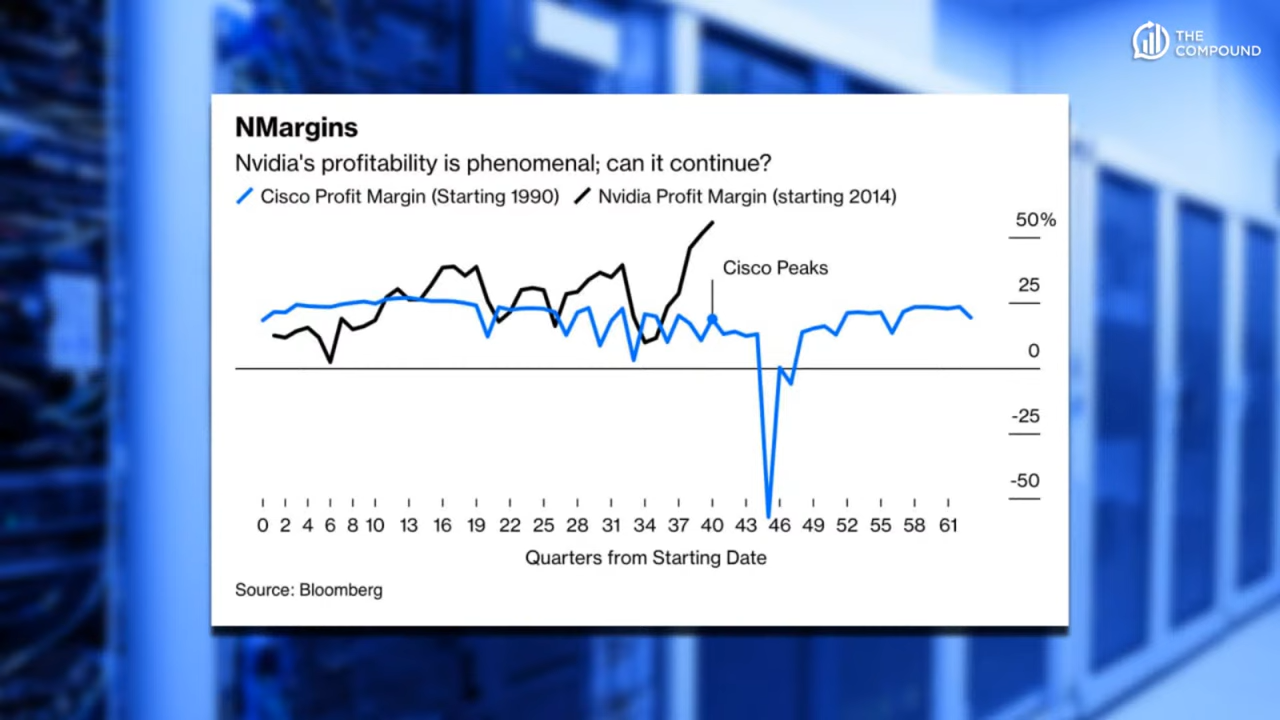 THE
COMPOUND
NMargins
Nvidia's profitability is phenomenal; can it continue?
Cisco Profit Margin (Starting 1990) Nvidia Profit Margin (starting 2014)
50%
Cisco Peaks
25
0
-25
-50
0 2 4 6 8 10 13 16 19 22 25 28 31 34 37 40 43 46 49 52 55 58 61
Quarters from Starting Date
Source: Bloomberg